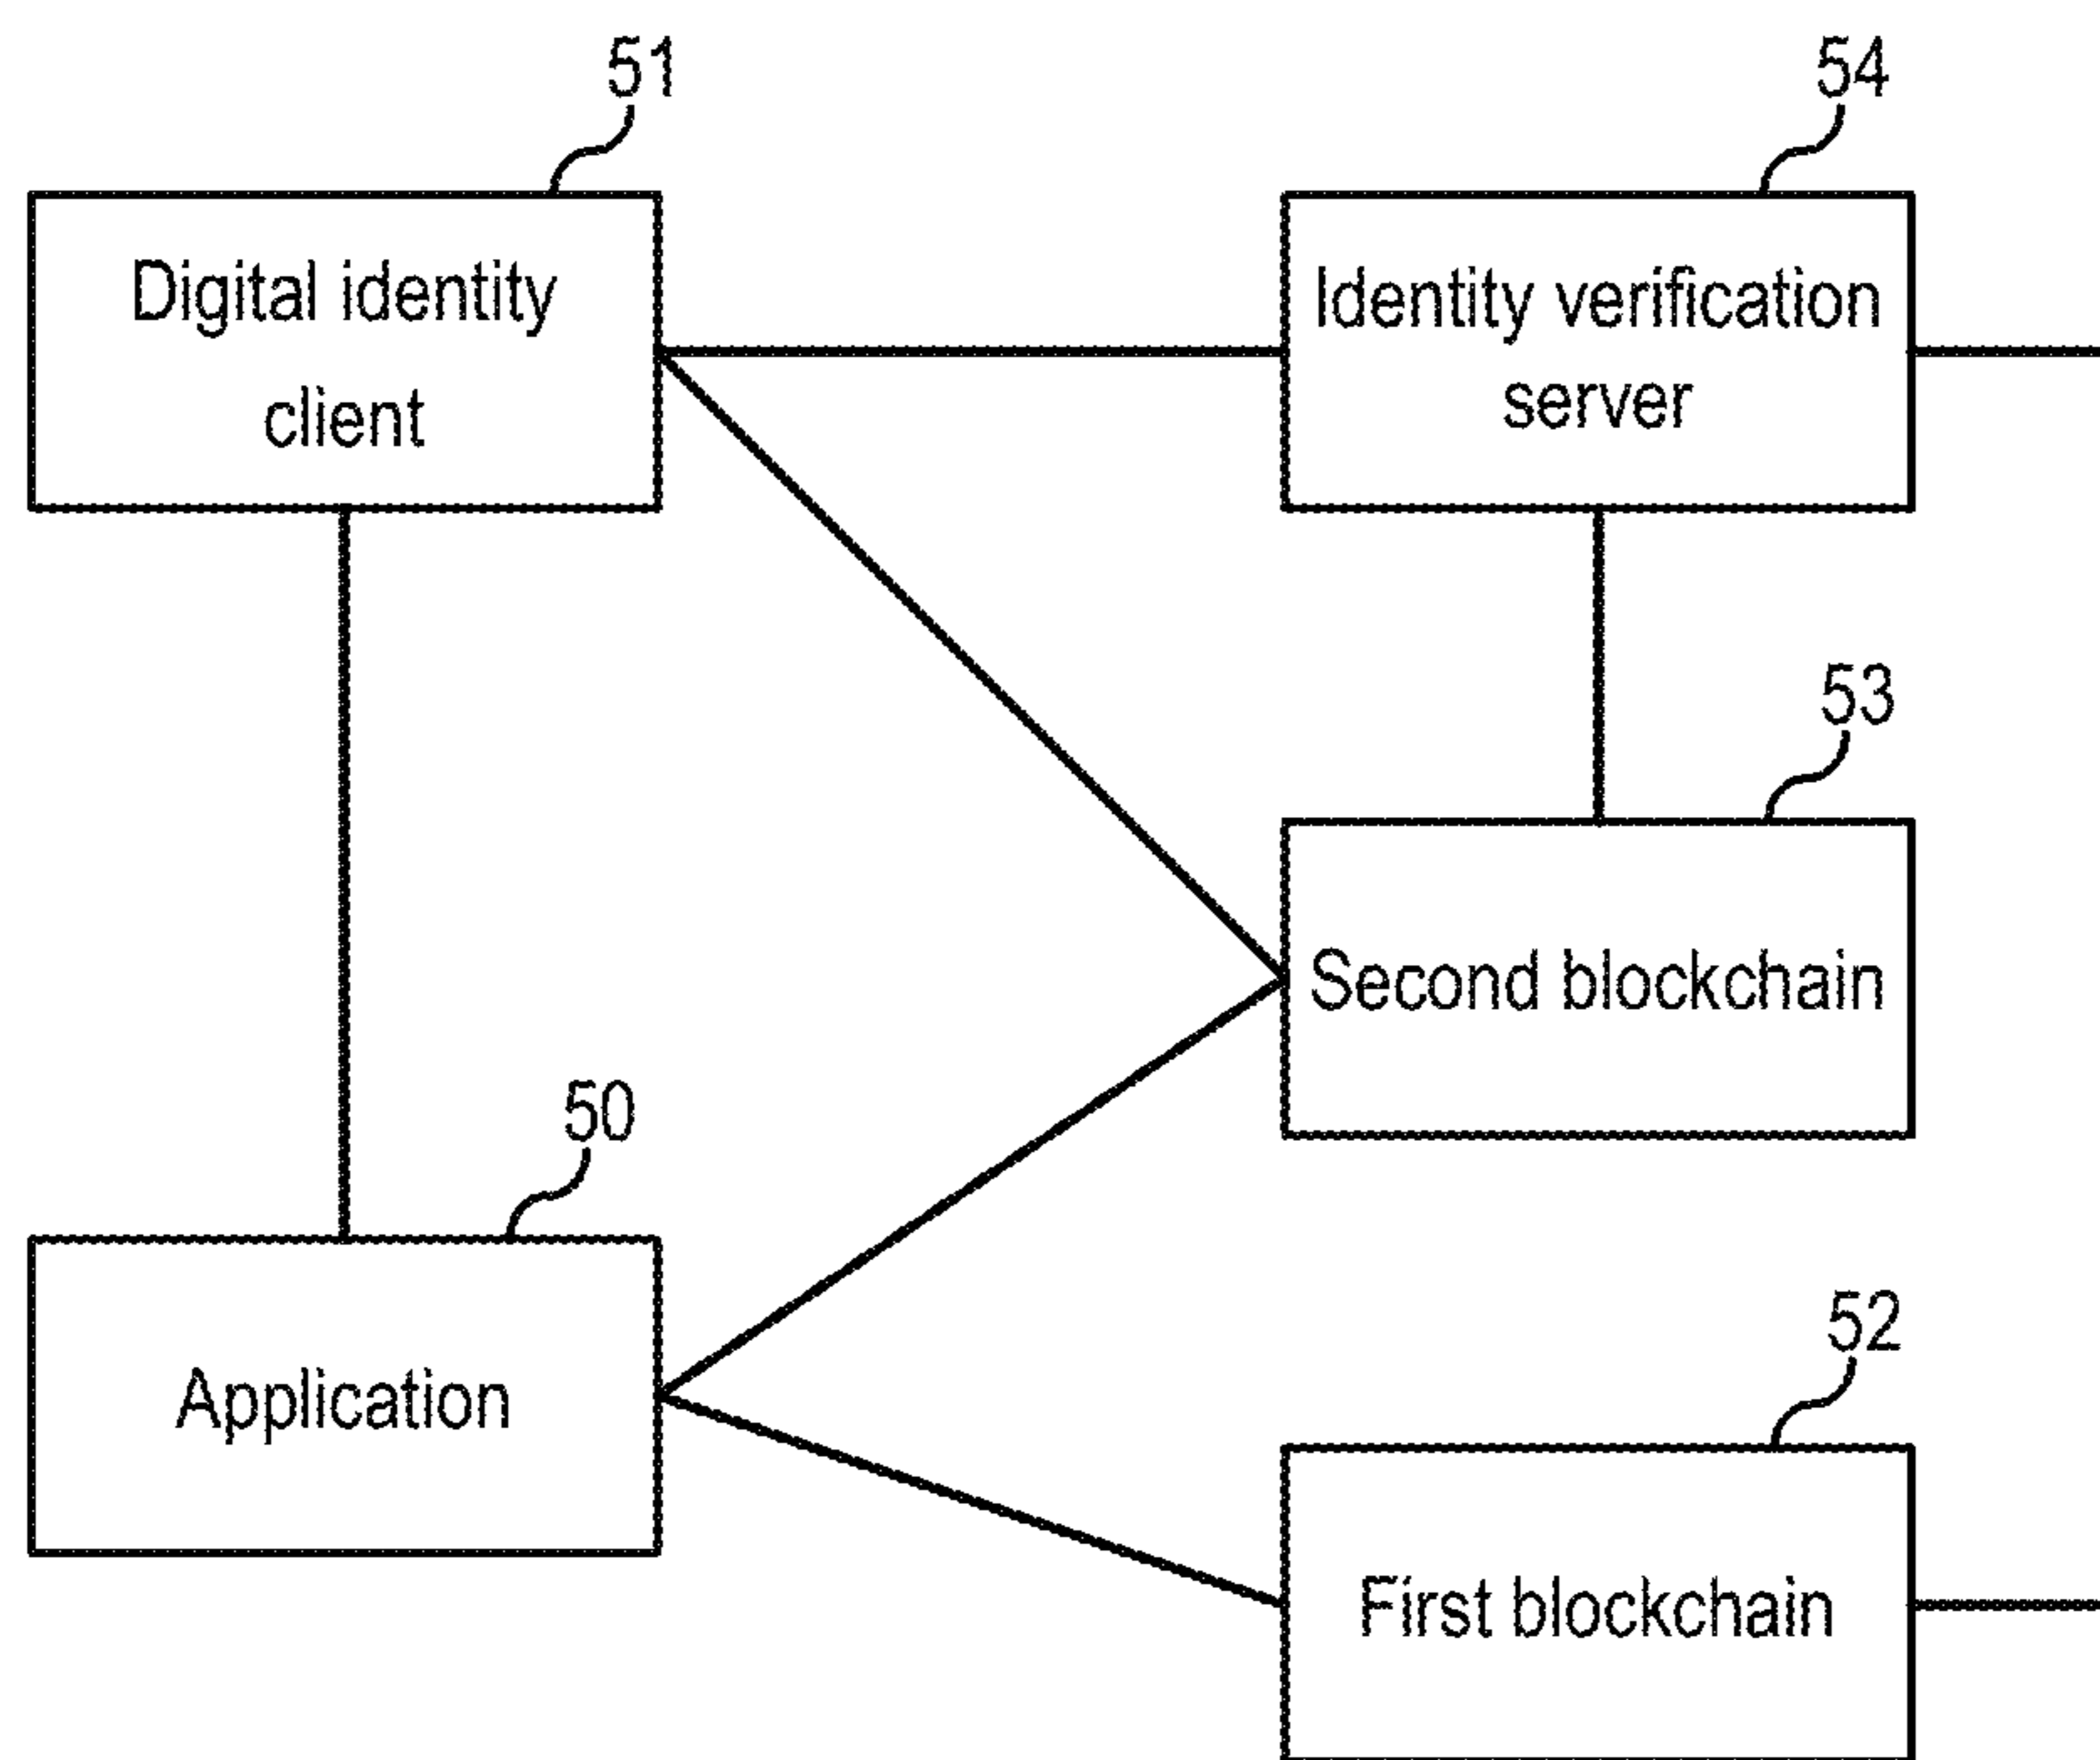 51
54
Digital identity
client
Identity verification
server
53
Second blockchain
50
Application
52
First blockchain